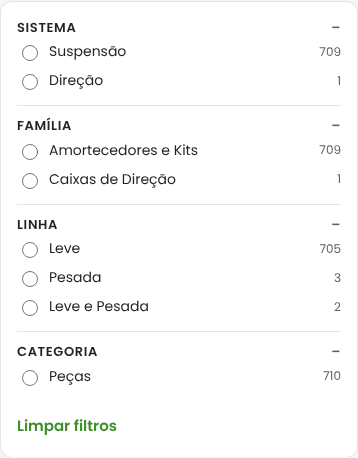 SISTEMA –
Suspensão 709
Direção 1
FAMÍLIA –
Amortecedores e Kits 709
Caixas de Direção 1
LINHA –
Leve 705
Pesada 3
Leve e Pesada 2
CATEGORIA –
Peças 710
Limpar filtros